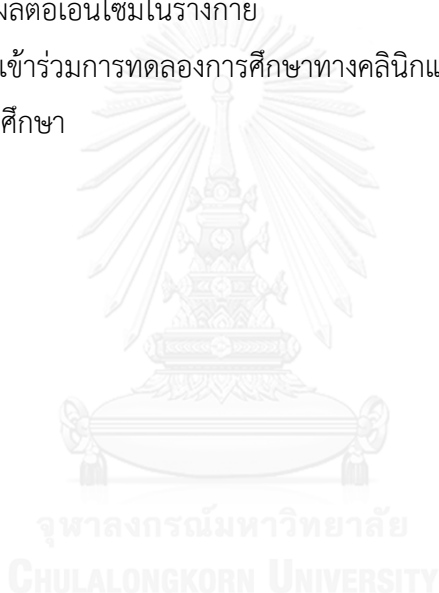 ผลต่อเอนไซม์ในร่างกาย
เข้าร่วมการทดลองการศึกษาทางคลินิกแ
ศึกษา
จุฬาลงกรณ์มหาวิทยาลัย
CHULALONGKORN UNIVERSITY